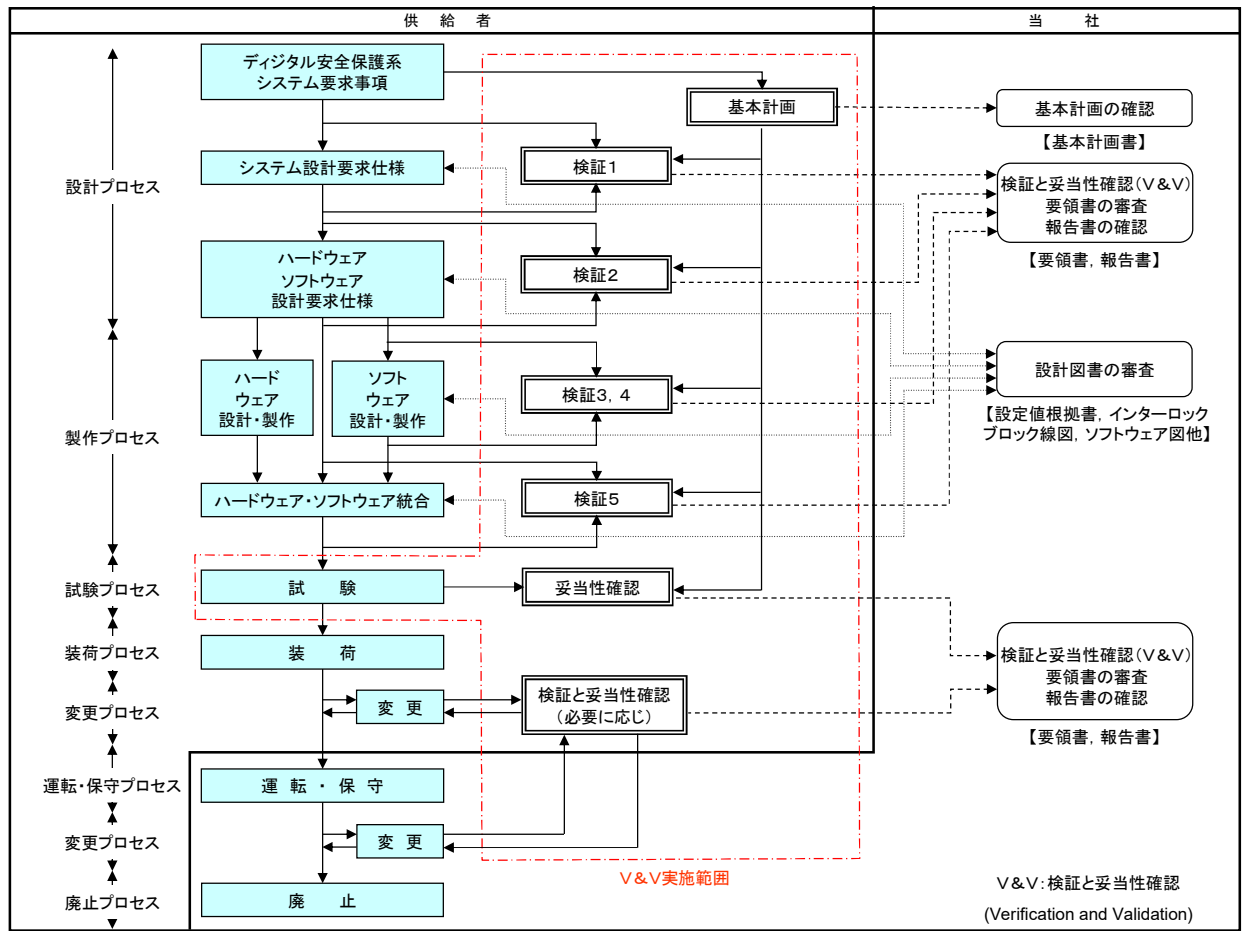 供 給 者
当 社
設計プロセス
製作プロセス
試験プロセス
装荷プロセス
変更プロセス
運転・保守プロセス
変更プロセス
廃止プロセス
ディジタル安全保護系
システム要求事項
システム設計要求仕様
ハードウェア
ソフトウェア
設計要求仕様
ハード
ウェア
設計・製作
ソフト
ウェア
設計・製作
ハードウェア・ソフトウェア統合
試 験
装 荷
変 更
運 転 ・ 保 守
変 更
廃 止
基本計画
検証1
検証2
検証3, 4
検証5
妥当性確認
検証と妥当性確認
(必要に応じ)
V&V実施範囲
基本計画の確認
【基本計画書】
検証と妥当性確認(V&V)
要領書の審査
報告書の確認
【要領書, 報告書】
設計図書の審査
【設定値根拠書, インターロック
ブロック線図, ソフトウェア図他】
検証と妥当性確認(V&V)
要領書の審査
報告書の確認
【要領書, 報告書】
V&V:検証と妥当性確認
(Verification and Validation)